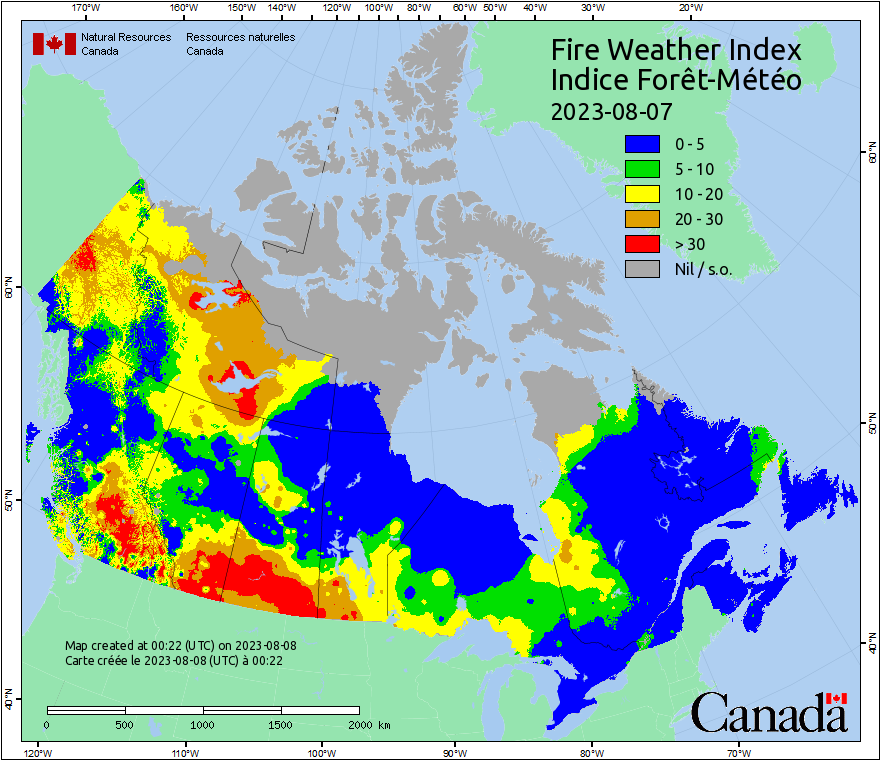 170°W 160°W 150°W 140°W 120°W 100°W 80°W 60°W 50°W 40°W 30°W 20°W
Natural Resources Ressources naturelles
Canada Canada
Fire Weather Index
Indice Forêt-Météo
2023-08-07
0 - 5
5 - 10
10 - 20
20 - 30
> 30
Nil / s.o.
60°N
60°N
50°N
50°N
40°N
40°N
Map created at 00:22 (UTC) on 2023-08-08
Carte créée le 2023-08-08 (UTC) à 00:22
0 500 1000 1500 2000 km
Canada
120°W 110°W 100°W 90°W 80°W 70°W